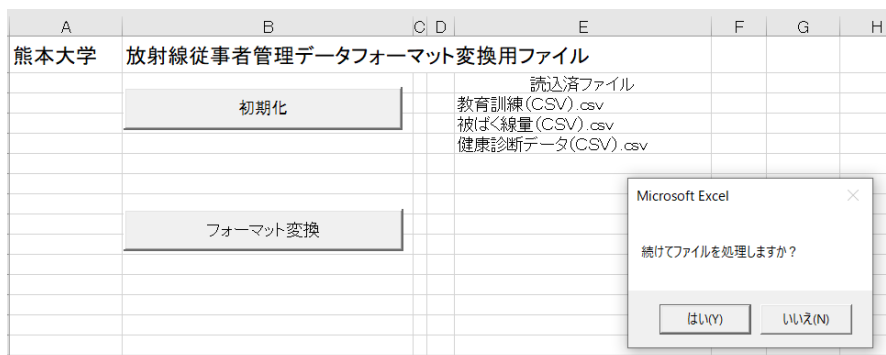 A B C D E F G H
熊本大学 放射線従事者管理データフォーマット変換用ファイル
読込済ファイル
初期化
教育訓練(CSV).csv
被ばく線量(CSV).csv
健康診断データ(CSV).csv
フォーマット変換
Microsoft Excel
続けてファイルを処理しますか?
はい(Y) いいえ(N)